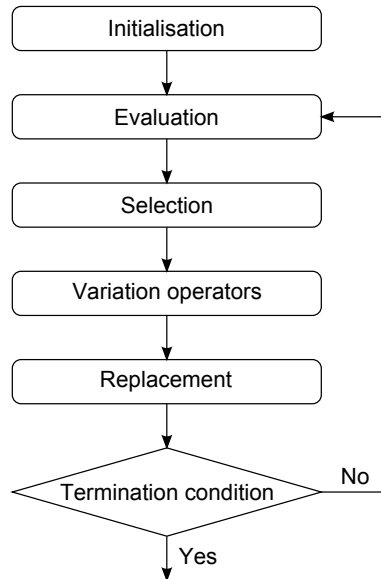 Initialisation
Evaluation
Selection
Variation operators
Replacement
Termination condition
No
Yes